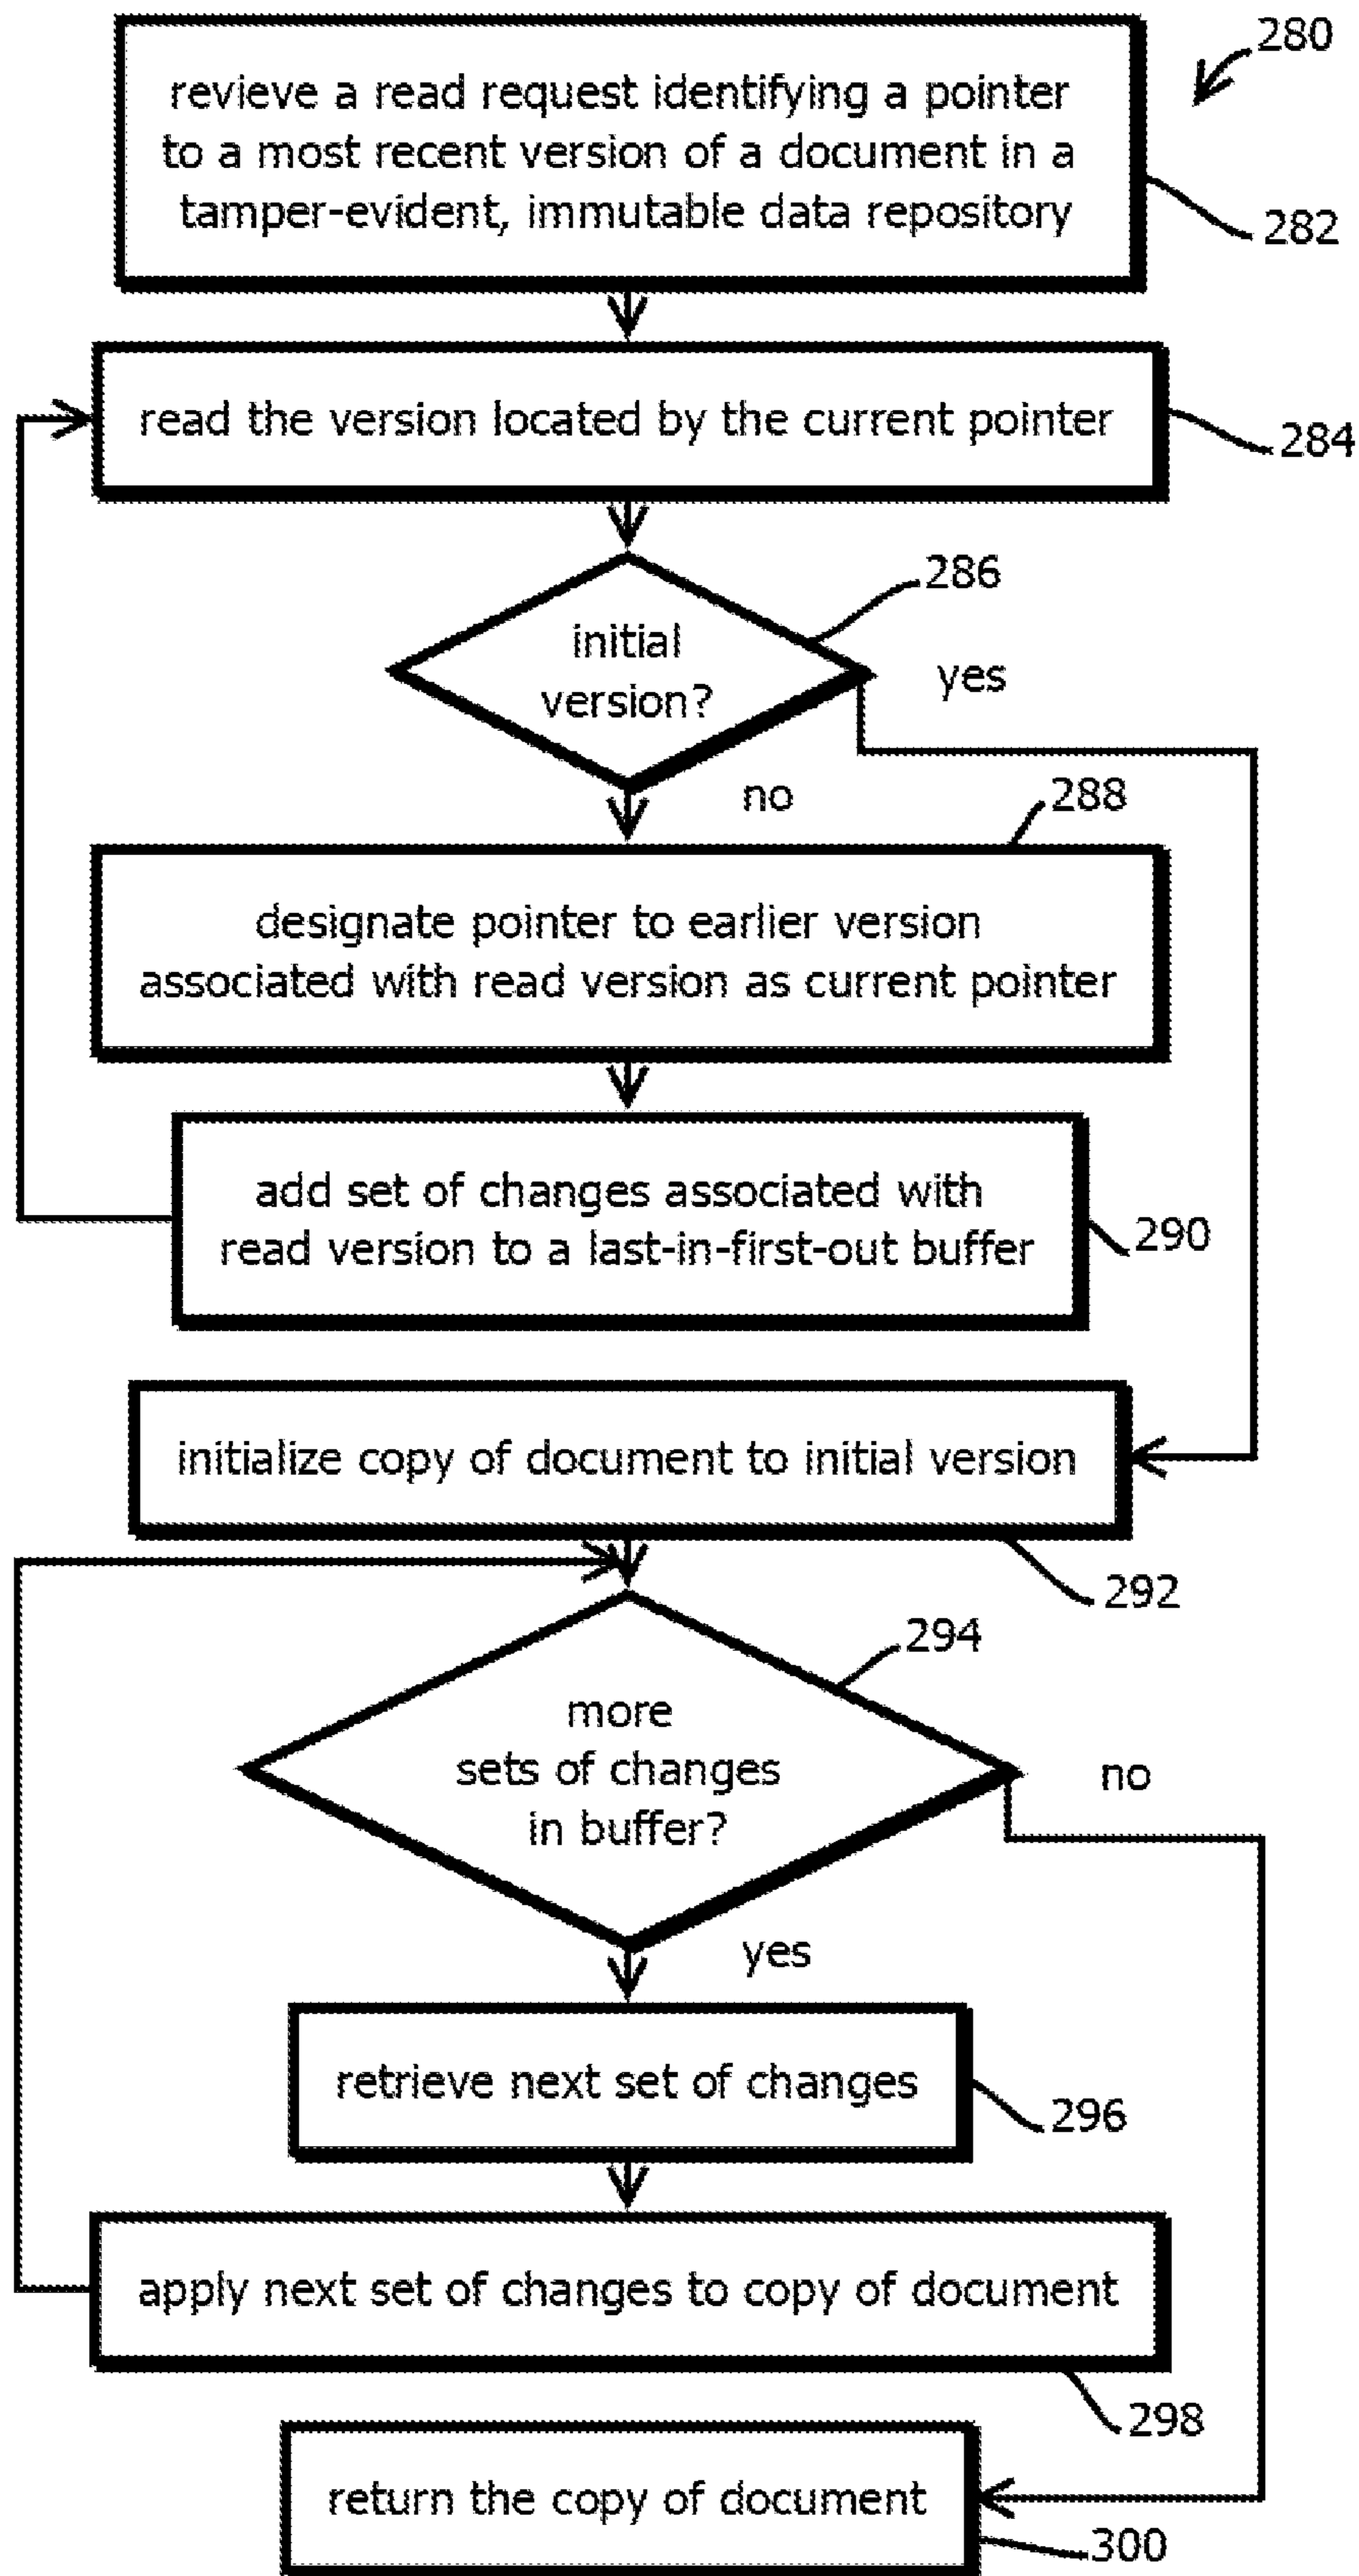 280
revieve a read request identifying a pointer
to a most recent version of a document in a
tamper-evident, immutable data repository
282
read the version located by the current pointer
284
286
initial
version?
yes
no
288
designate pointer to earlier version
associated with read version as current pointer
add set of changes associated with
read version to a last-in-first-out buffer
290
initialize copy of document to initial version
292
294
more
sets of changes
in buffer?
no
yes
retrieve next set of changes
296
apply next set of changes to copy of document
298
return the copy of document
300